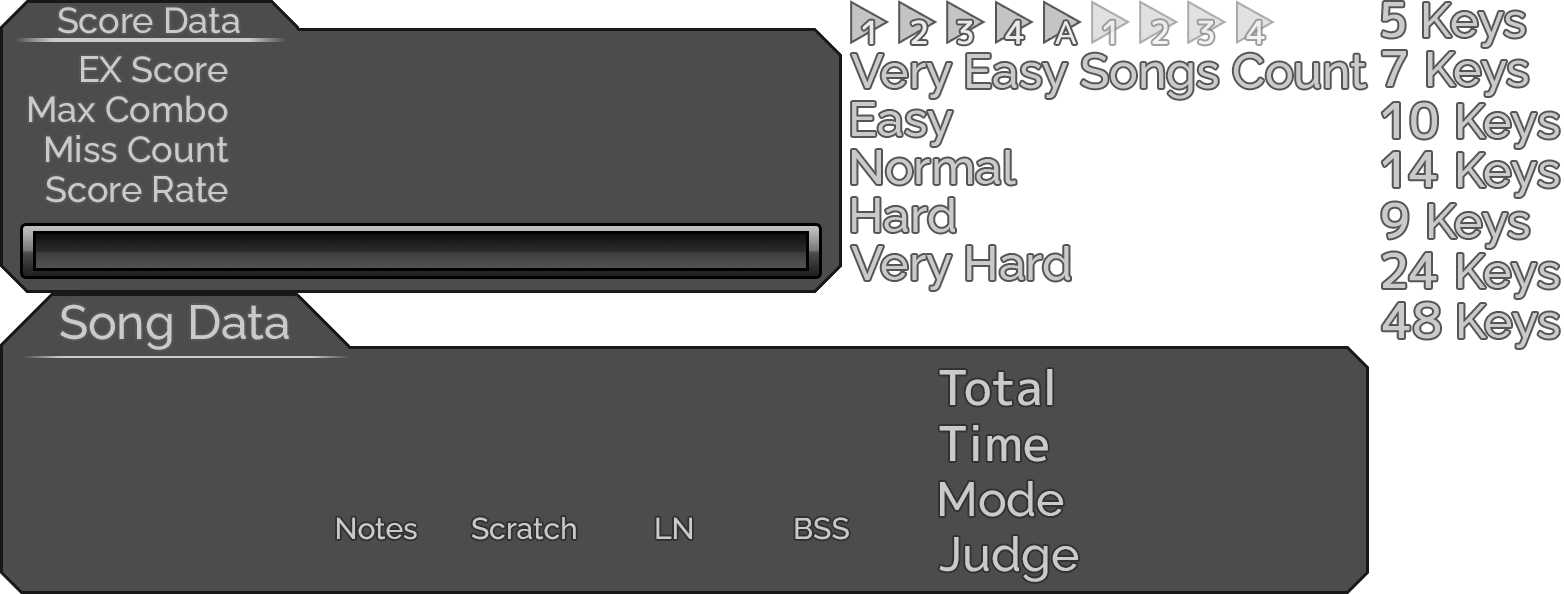 Score Data
EX Score
Max Combo
Miss Count
Score Rate
1 2 3 4 A 1 2 3 4
Very Easy Songs Count
Easy
Normal
Hard
Very Hard
5 Keys
7 Keys
10 Keys
14 Keys
9 Keys
24 Keys
48 Keys
Song Data
Total
Time
Mode
Judge
Notes Scratch LN BSS